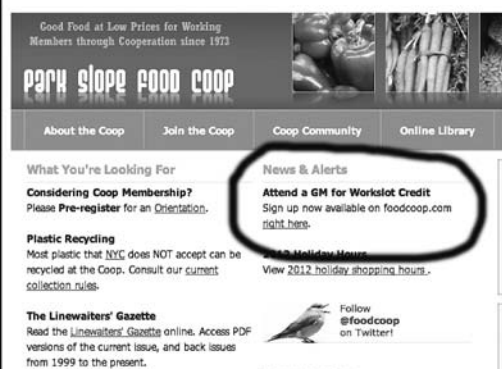 Good Food at Low Prices for Working
Members through Cooperation since 1973
PARK SLOPE FOOD COOP
About the Coop
Join the Coop
Coop Community
Online Library
What You're Looking For
Considering Coop Membership?
Please Pre-register for an Orientation.
Plastic Recycling
Most plastic that NYC does NOT accept can be
recycled at the Coop. Consult our current
collection rules.
The Linewaiters' Gazette
Read the Linewaiters' Gazette online. Access PDF
versions of the current issue, and back issues
from 1999 to the present.
News & Alerts
Attend a GM for Workslot Credit
Sign up now available on foodcoop.com
right here.
2012 Holiday Hours
View 2012 holiday shopping hours .
Follow
@foodcoop
on Twitter!